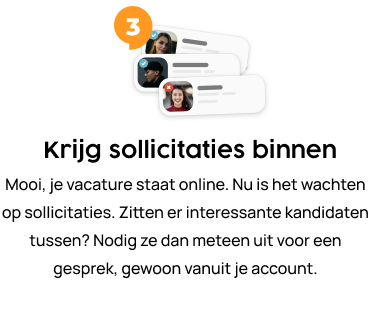 3
Krijg sollicitaties binnen
Mooi, je vacature staat online. Nu is het wachten
op sollicitaties. Zitten er interessante kandidaten
tussen? Nodig ze dan meteen uit voor een
gesprek, gewoon vanuit je account.